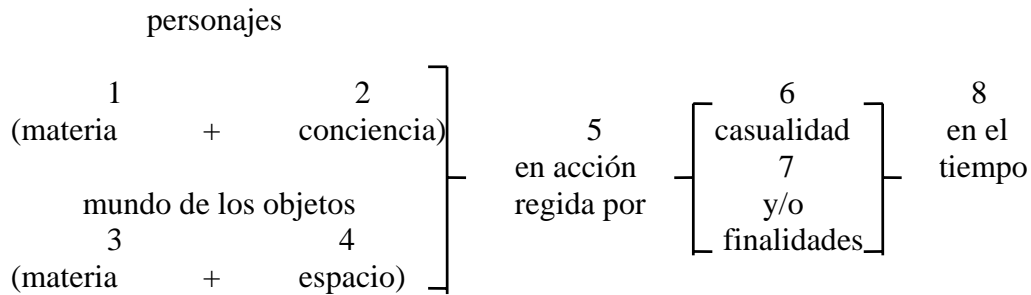 personajes
1 2 6 8
(materia + conciencia) 5 casualidad en el
en acción 7 tiempo
mundo de los objetos regida por y/o
3 4 finalidades
(materia + espacio)